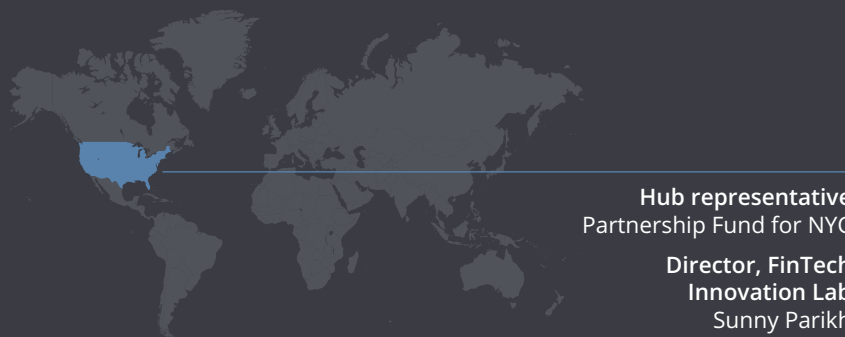 Hub representative
Partnership Fund for NYC
Director, FinTech
Innovation Lab
Sunny Parikh